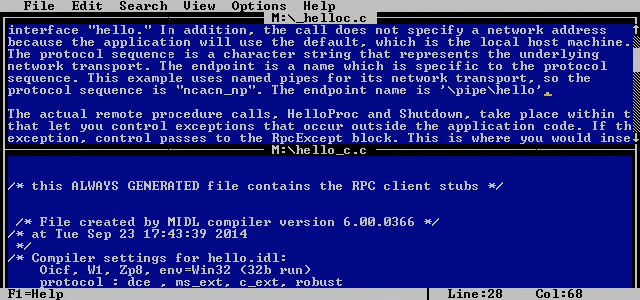 File Edit Search View Options Help
M:\_helloc.c
interface "hello." In addition, the call does not specify a network address
because the application will use the default, which is the local host machine.
The protocol sequence is a character string that represents the underlying
network transport. The endpoint is a name which is specific to the protocol
sequence. This example uses named pipes for its network transport, so the
protocol sequence is "ncacn_np". The endpoint name is '\pipe\hello'.
The actual remote procedure calls, HelloProc and Shutdown, take place within t
that let you control exceptions that occur outside the application code. If th
exception, control passes to the RpcExcept block. This is where you would inse
M:\hello_c.c
/* this ALWAYS GENERATED file contains the RPC client stubs */
/* File created by MIDL compiler version 6.00.0366 */
/* at Tue Sep 23 17:43:39 2014
*/
/* Compiler settings for hello.idl:
Oicf, W1, Zp8, env=Win32 (32b run)
protocol : dce , ms_ext, c_ext, robust
F1=Help Line:28 Col:68